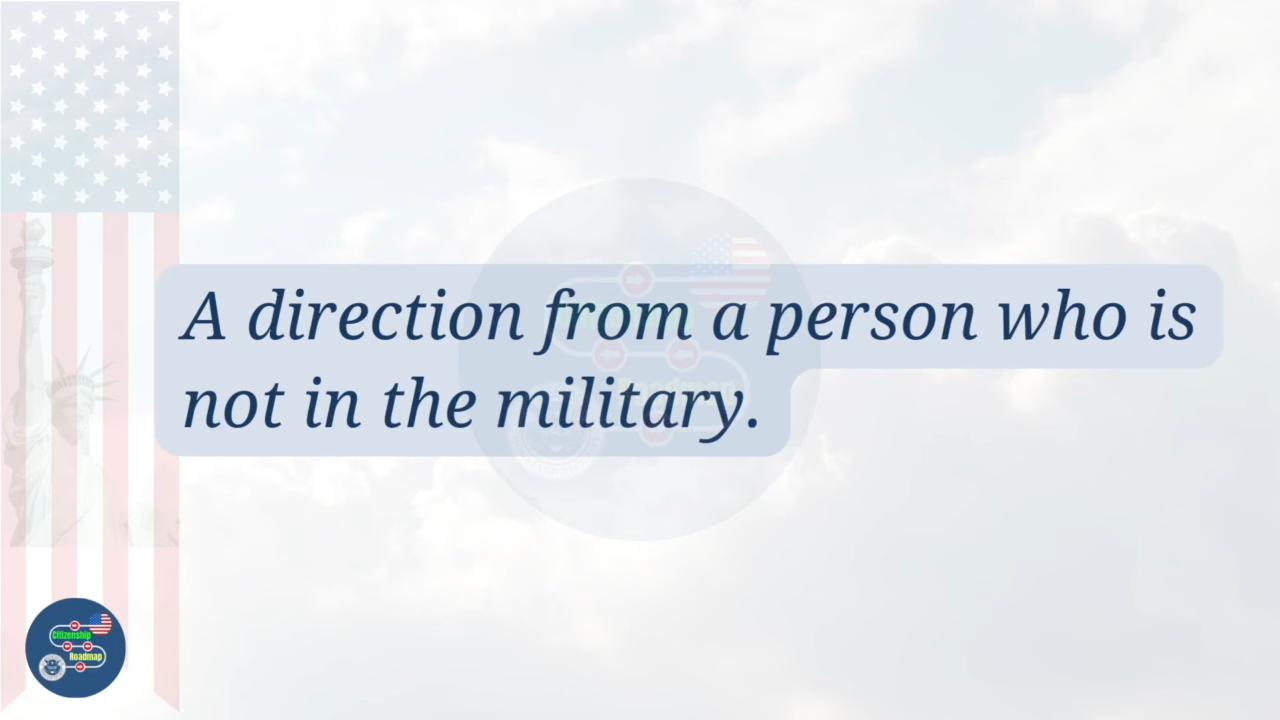 A direction from a person who is
not in the military.
Citizenship
Roadmap